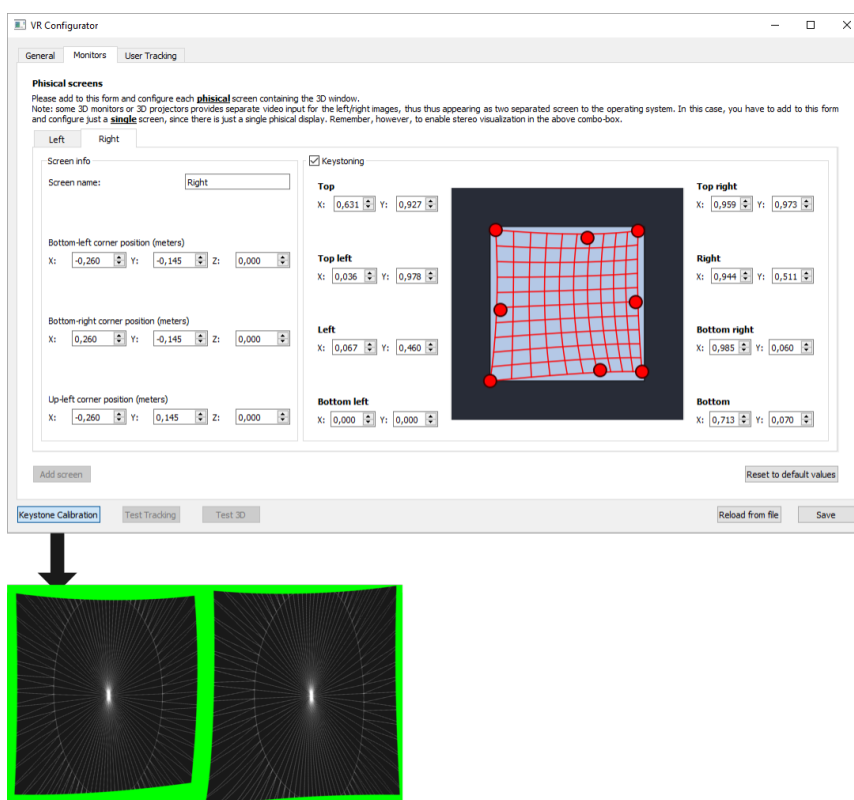 VR Configurator
General Monitors User Tracking
Phisical screens
Please add to this form and configure each phisical screen containing the 3D window.
Note: some 3D monitors or 3D projectors provides separate video input for the left/right images, thus thus appearing as two separated screen to the operating system. In this case, you have to add to this form
and configure just a single screen, since there is just a single phisical display. Remember, however, to enable stereo visualization in the above combo-box.
Left Right
Screen info
Screen name: Right
Bottom-left corner position (meters)
X: -0,260 Y: -0,145 Z: 0,000
Bottom-right corner position (meters)
X: 0,260 Y: -0,145 Z: 0,000
Up-left corner position (meters)
X: -0,260 Y: 0,145 Z: 0,000
Keystoning
Top
X: 0,631 Y: 0,927
Top left
X: 0,036 Y: 0,978
Left
X: 0,067 Y: 0,460
Bottom left
X: 0,000 Y: 0,000
Top right
X: 0,959 Y: 0,973
Right
X: 0,944 Y: 0,511
Bottom right
X: 0,985 Y: 0,060
Bottom
X: 0,713 Y: 0,070
Add screen Reset to default values
Keystone Calibration Test Tracking Test 3D Reload from file Save